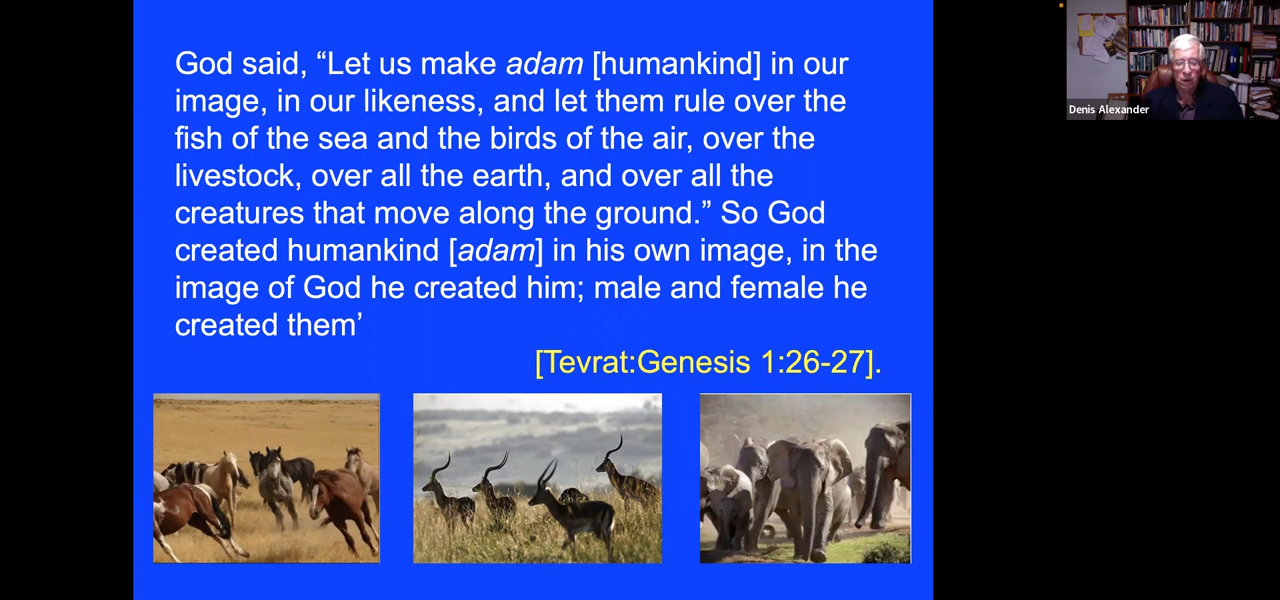 God said, “Let us make adam [humankind] in our
image, in our likeness, and let them rule over the
fish of the sea and the birds of the air, over the
livestock, over all the earth, and over all the
creatures that move along the ground.” So God
created humankind [adam] in his own image, in the
image of God he created him; male and female he
created them’
[Tevrat:Genesis 1:26-27].
Denis Alexander